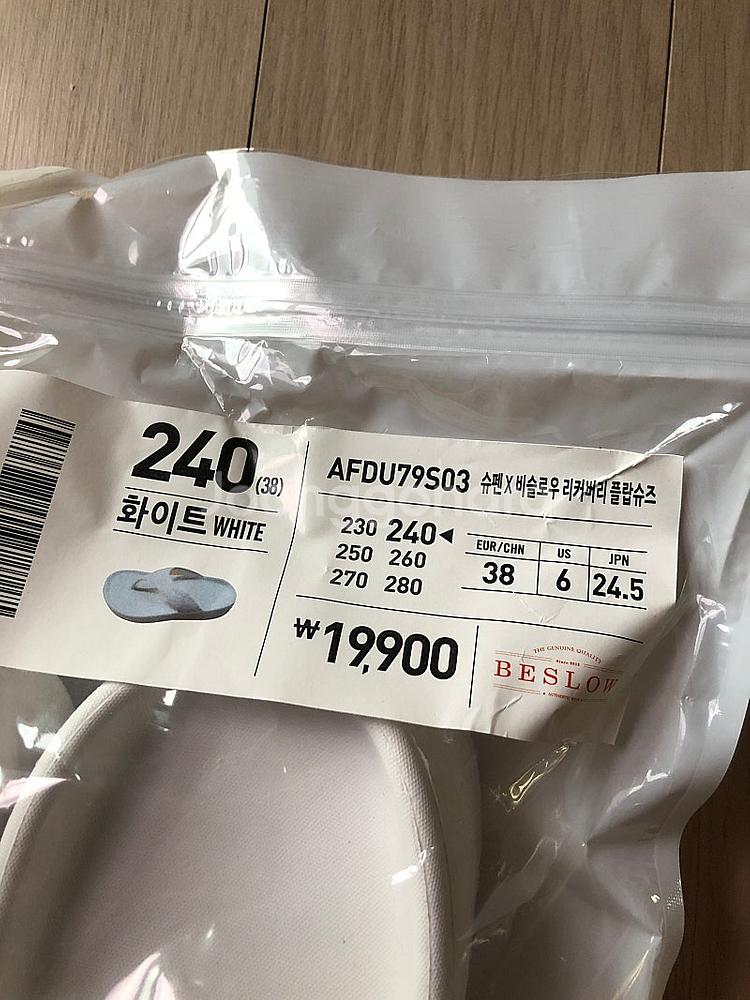 240 (38)
화이트 WHITE
AFDU79S03 슈펜 X 비슬로우 리커버리 플랍슈즈
230 240◀
250 260
270 280
EUR/CHN US JPN
38 6 24.5
₩19,900
THE GENUINE QUALITY
BESLOW